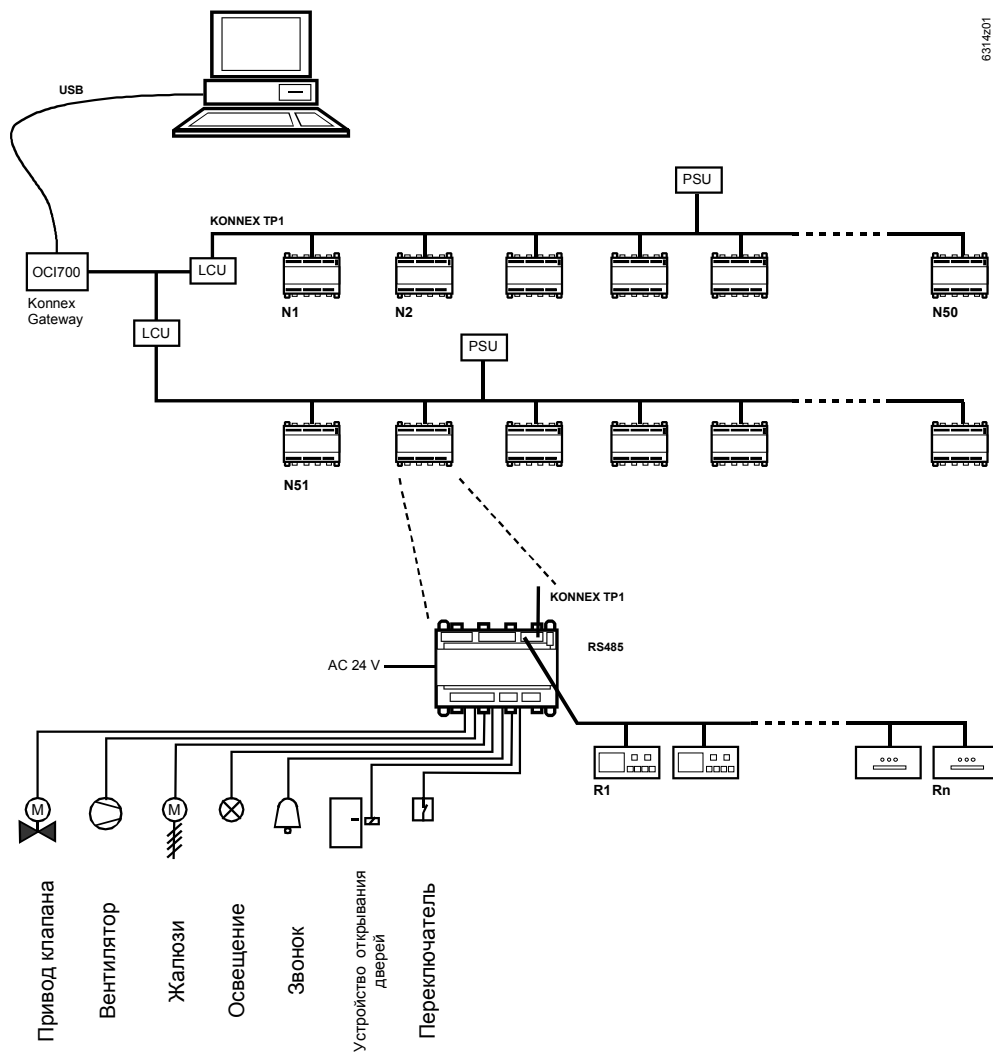 6314z01
USB
PSU
KONNEX TP1
OCI700
LCU
Konnex
Gateway
N1
N2
N50
LCU
PSU
N51
KONNEX TP1
RS485
AC 24 V
R1
Rn
M
M
Привод клапана
Вентилятор
Жалюзи
Освещение
Звонок
Устройство открывания
дверей
Переключатель